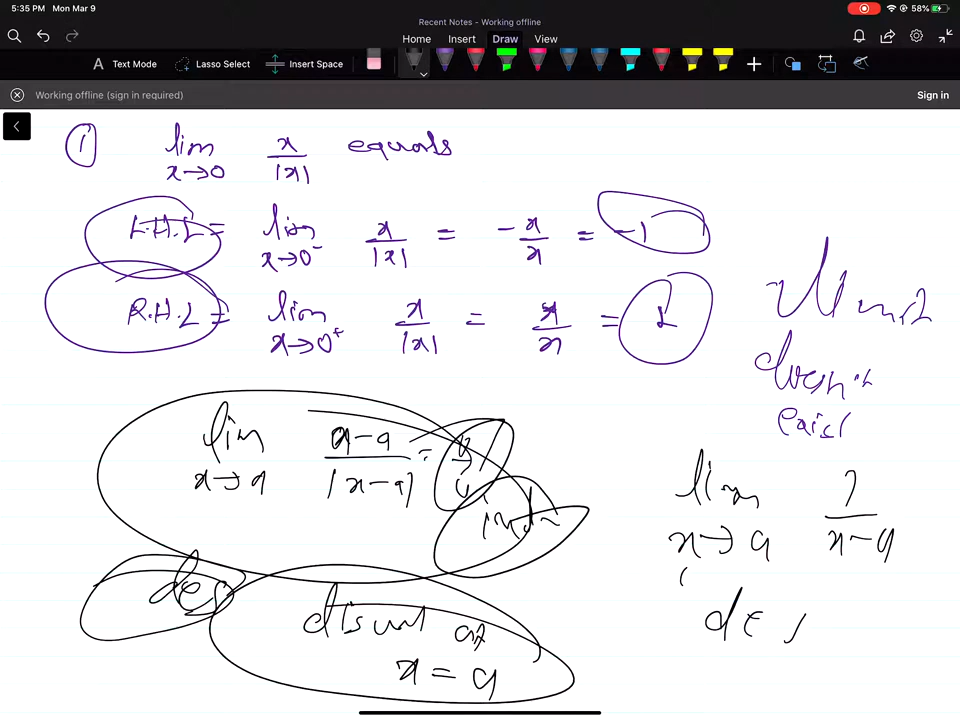 5:35 PM Mon Mar 9
58%
Recent Notes - Working offline
Home Insert Draw View
Text Mode Lasso Select Insert Space
Working offline (sign in required)
Sign in
① lim x→0 x/|x| equals
L.H.L = lim x→0⁻ x/|x| = -x/x = -1
R.H.L = lim x→0⁺ x/|x| = x/x = 1
doesn't
exist
lim x→a x-a/|x-a| =
lim x→a 1/x-a
at
x = a